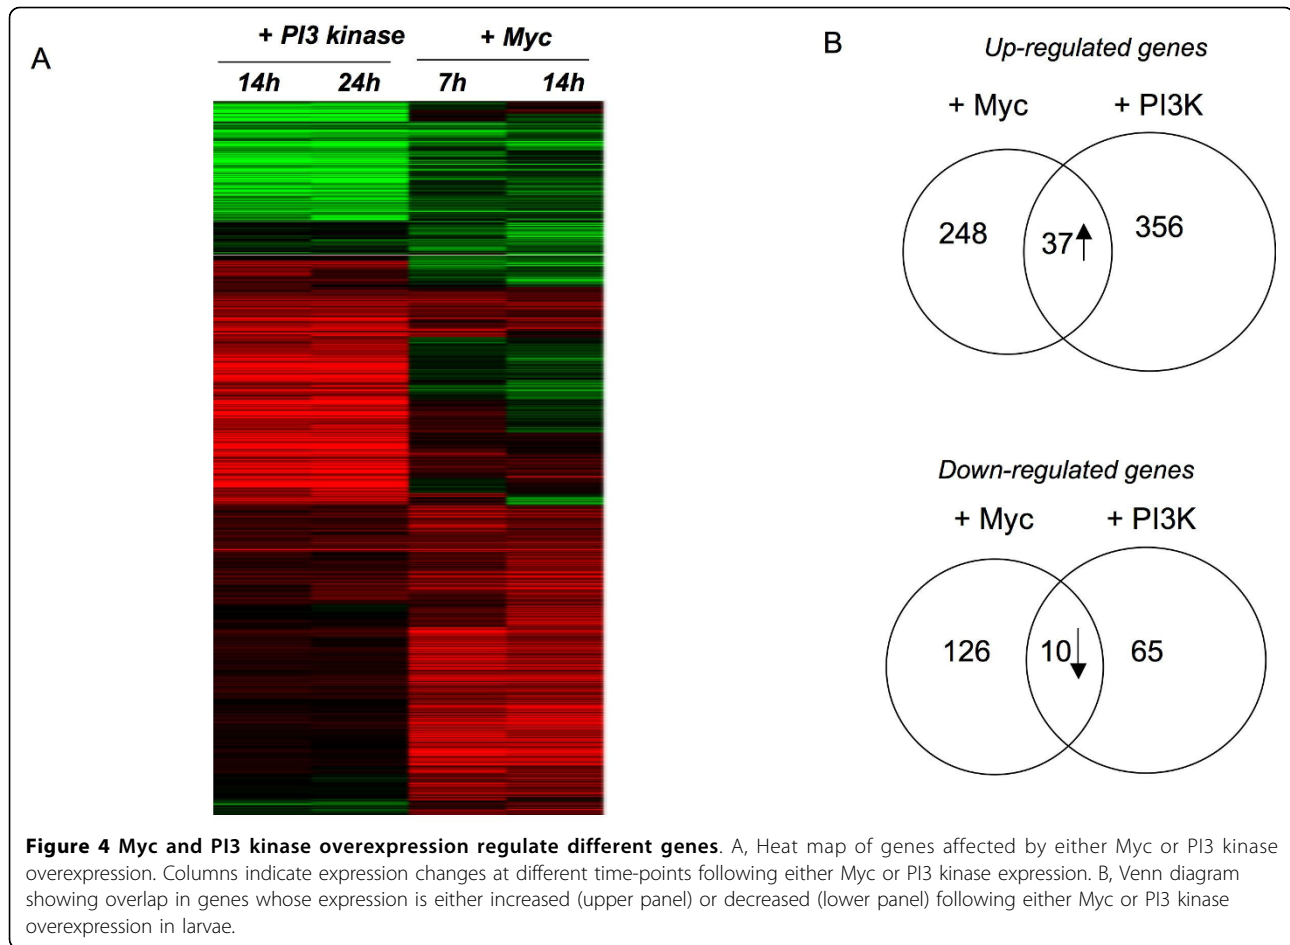 A
+ PI3 kinase
+ Myc
14h
24h
7h
14h
B
Up-regulated genes
+ Myc
+ PI3K
248
37
356
Down-regulated genes
+ Myc
+ PI3K
126
10
65
Figure 4 Myc and PI3 kinase overexpression regulate different genes. A, Heat map of genes affected by either Myc or PI3 kinase
overexpression. Columns indicate expression changes at different time-points following either Myc or PI3 kinase expression. B, Venn diagram
showing overlap in genes whose expression is either increased (upper panel) or decreased (lower panel) following either Myc or PI3 kinase
overexpression in larvae.